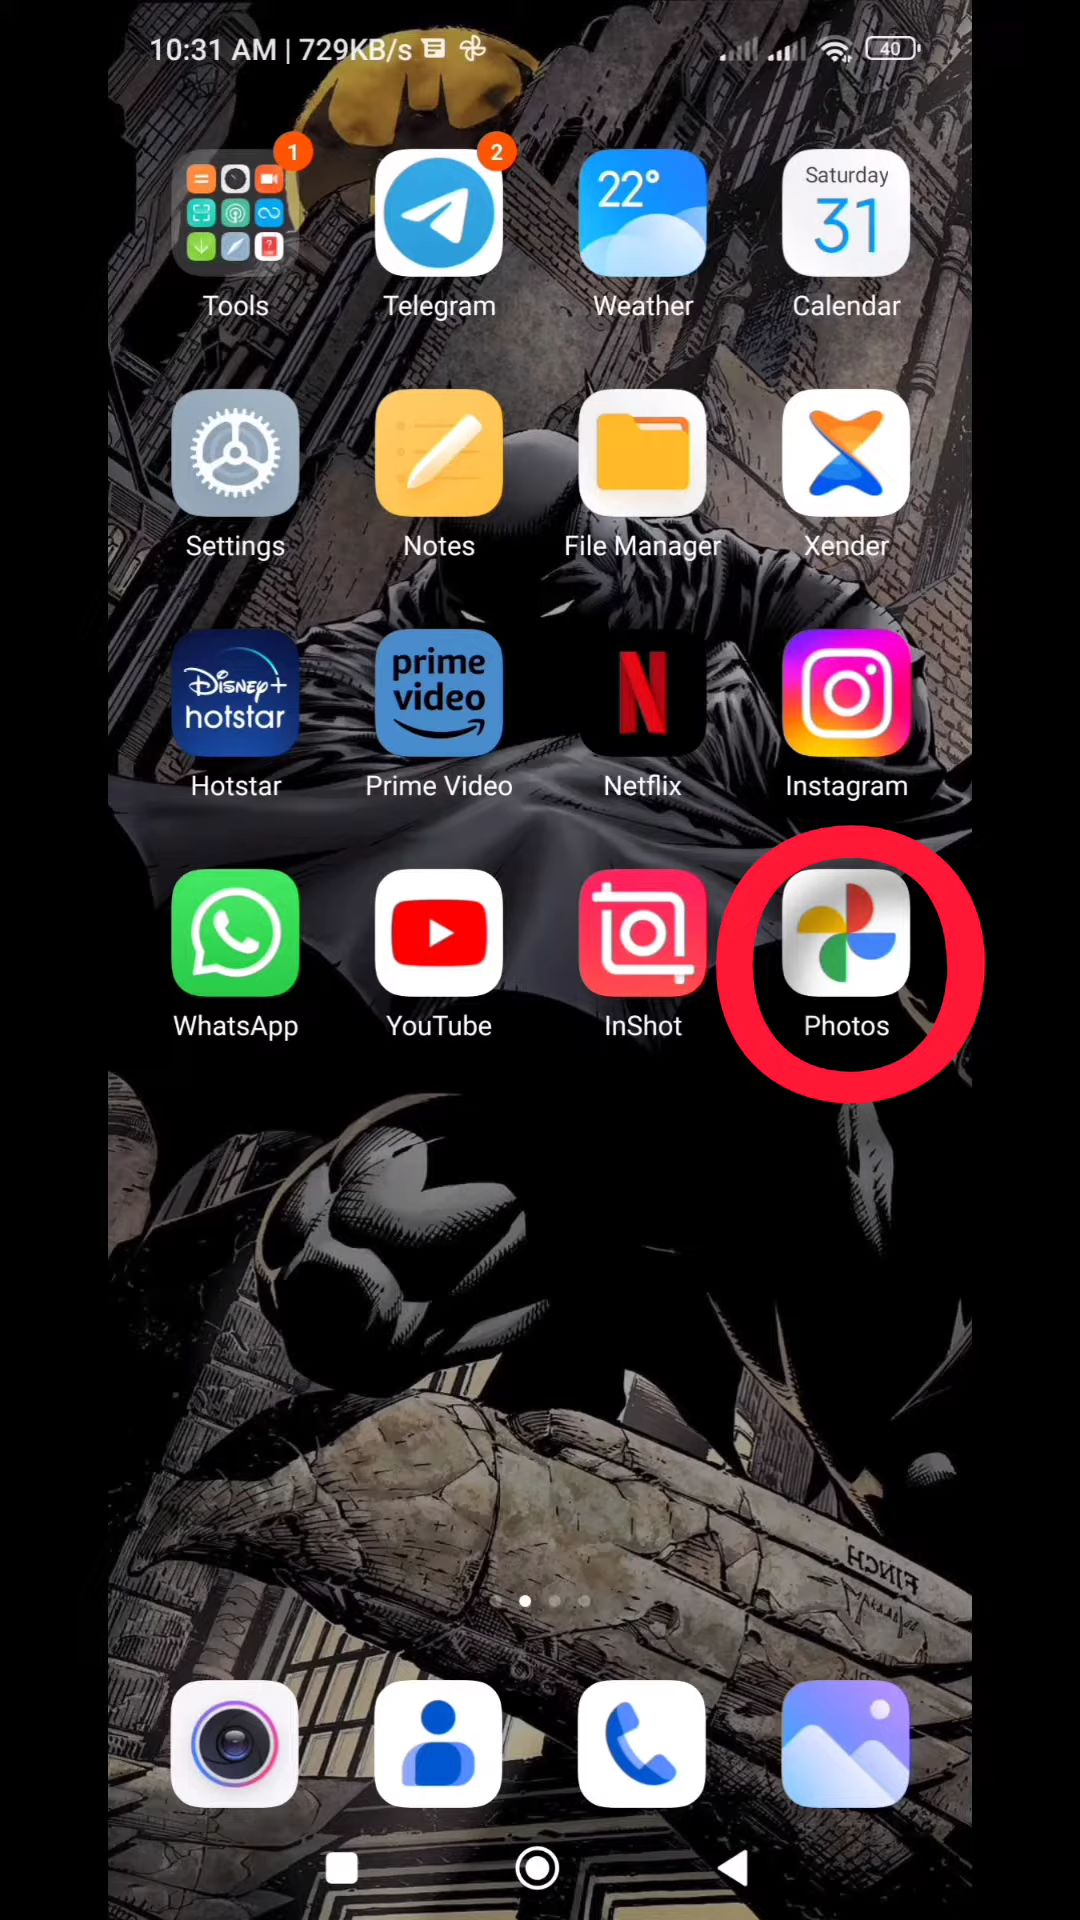 10:31 AM | 729KB/s
40
1
2
22°
Saturday
31
Tools
Telegram
Weather
Calendar
Settings
Notes
File Manager
Xender
Disney+
hotstar
prime
video
N
Hotstar
Prime Video
Netflix
Instagram
WhatsApp
YouTube
InShot
Photos
FINCH